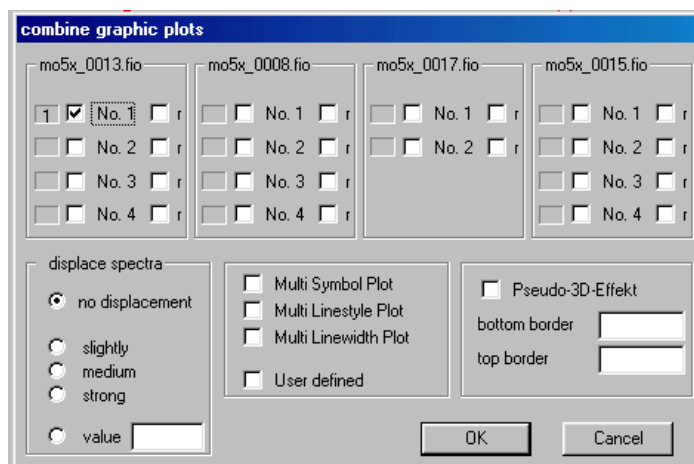 combine graphic plots
mo5x_0013.fio mo5x_0008.fio mo5x_0017.fio mo5x_0015.fio
1 No. 1 r No. 1 r No. 1 r No. 1 r
No. 2 r No. 2 r No. 2 r No. 2 r
No. 3 r No. 3 r No. 3 r
No. 4 r No. 4 r No. 4 r
displace spectra
no displacement
slightly
medium
strong
value
Multi Symbol Plot
Multi Linestyle Plot
Multi Linewidth Plot
User defined
Pseudo-3D-Effekt
bottom border
top border
OK Cancel